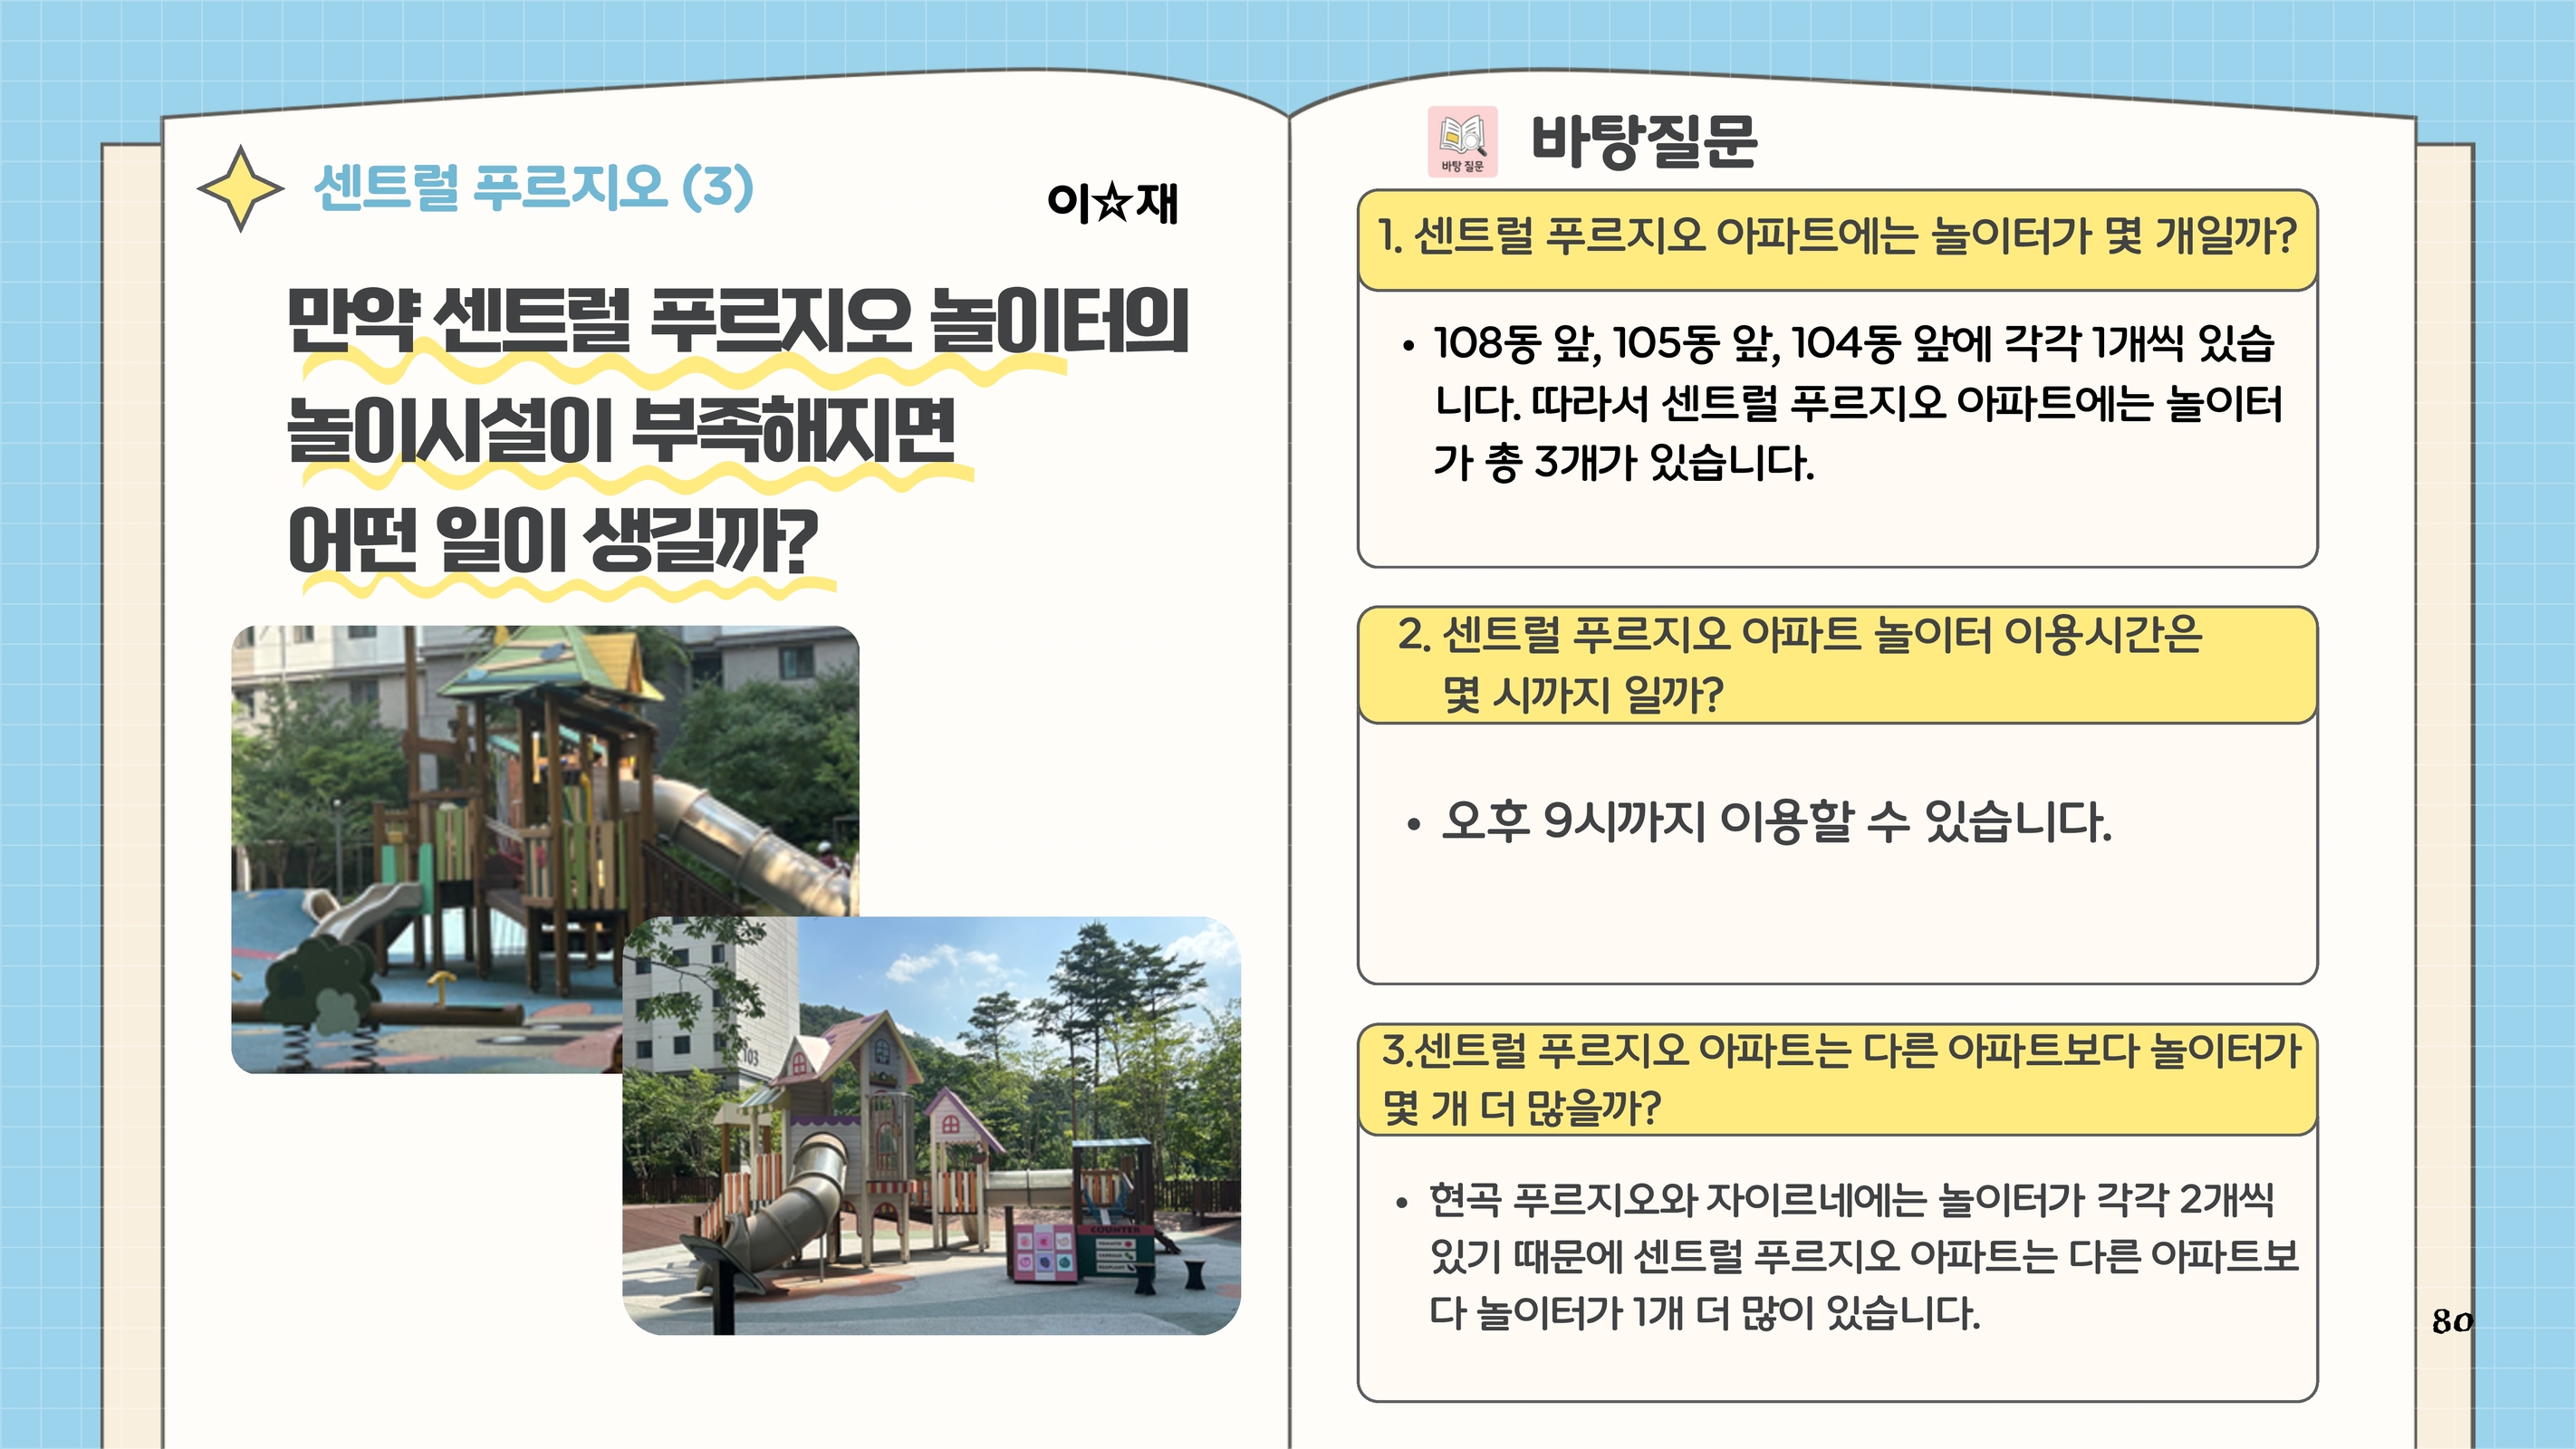 센트럴 푸르지오 (3)
이☆재
만약 센트럴 푸르지오 놀이터의
놀이시설이 부족해지면
어떤 일이 생길까?
103
COUNTER
바탕 질문
바탕질문
1. 센트럴 푸르지오 아파트에는 놀이터가 몇 개일까?
• 108동 앞, 105동 앞, 104동 앞에 각각 1개씩 있습
니다. 따라서 센트럴 푸르지오 아파트에는 놀이터
가 총 3개가 있습니다.
2. 센트럴 푸르지오 아파트 놀이터 이용시간은
몇 시까지 일까?
• 오후 9시까지 이용할 수 있습니다.
3.센트럴 푸르지오 아파트는 다른 아파트보다 놀이터가
몇 개 더 많을까?
• 현곡 푸르지오와 자이르네에는 놀이터가 각각 2개씩
있기 때문에 센트럴 푸르지오 아파트는 다른 아파트보
다 놀이터가 1개 더 많이 있습니다.
80